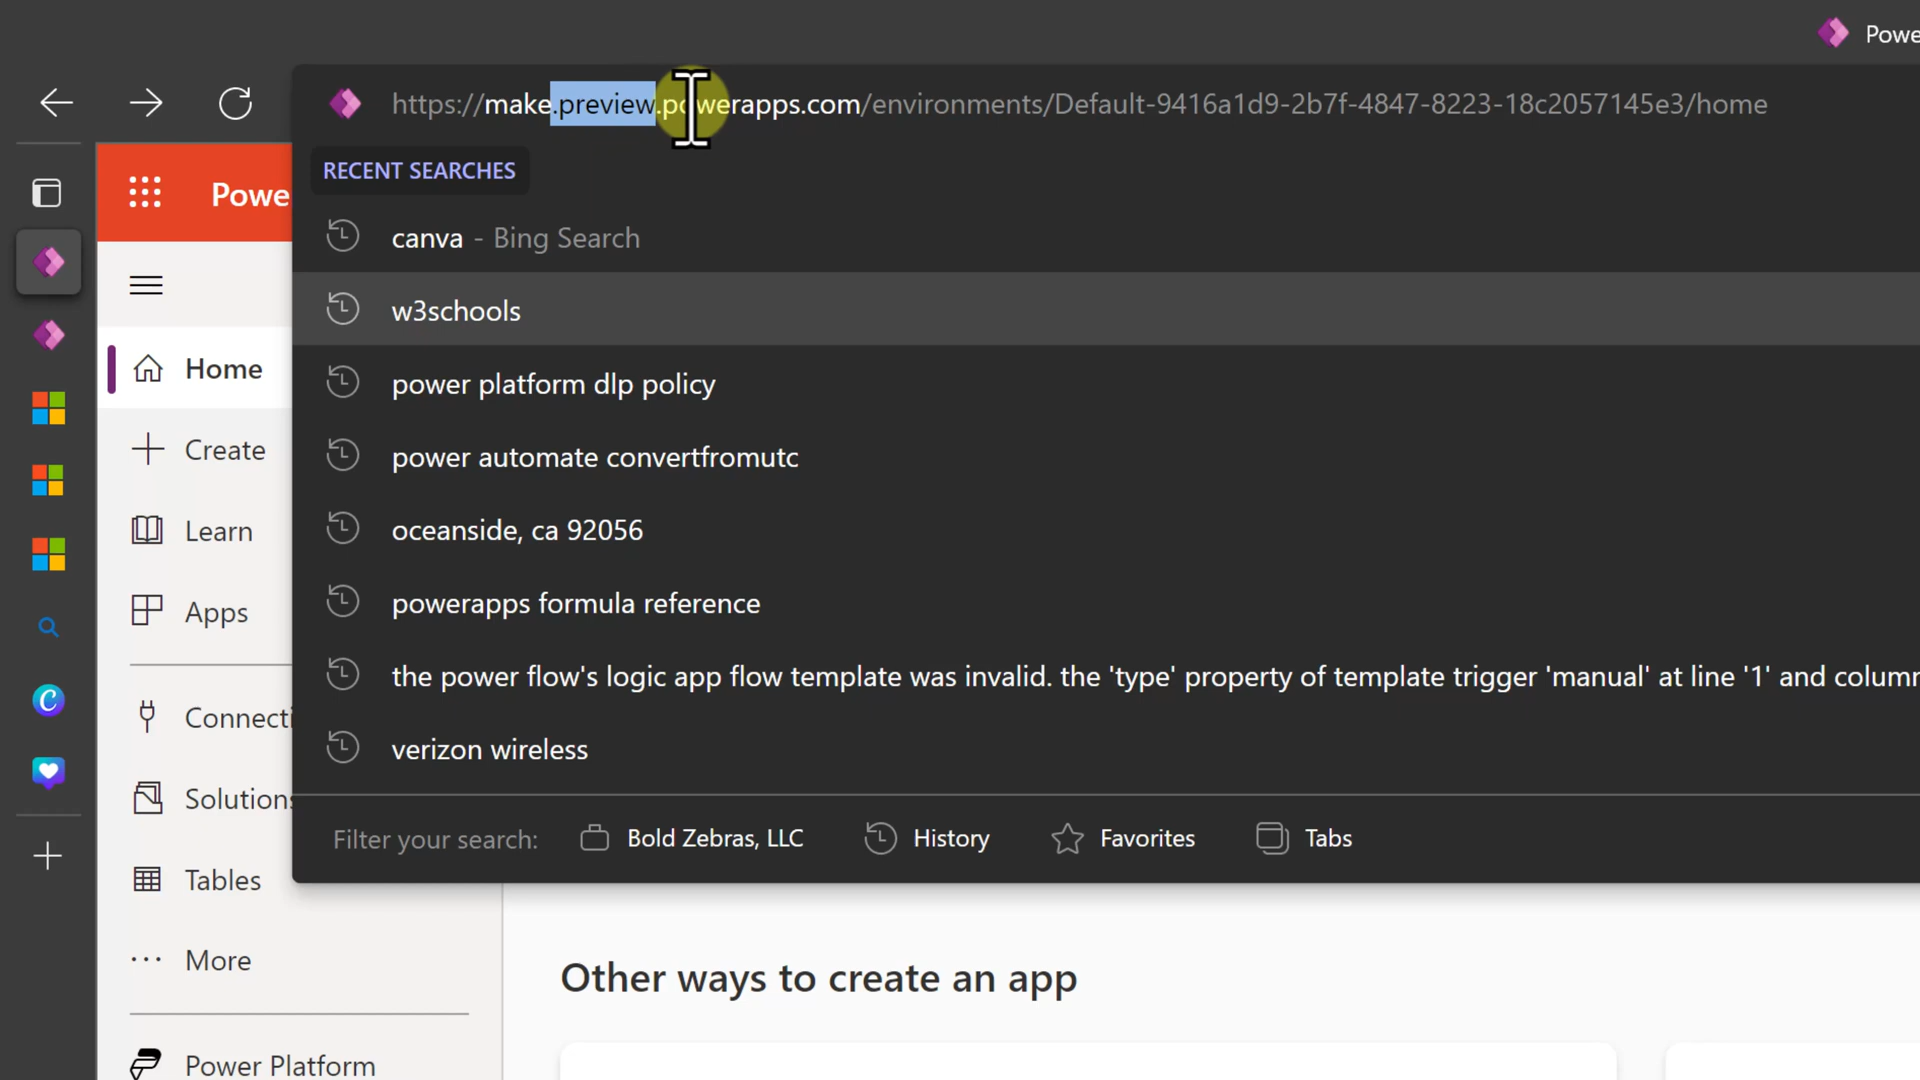 Powe
https://make.preview.powerapps.com/environments/Default-9416a1d9-2b7f-4847-8223-18c2057145e3/home
RECENT SEARCHES
Powe
canva - Bing Search
w3schools
Home
power platform dlp policy
Create
power automate convertfromutc
Learn
oceanside, ca 92056
Apps
powerapps formula reference
the power flow's logic app flow template was invalid. the 'type' property of template trigger 'manual' at line '1' and column
Connecti
verizon wireless
Solutions
Filter your search: Bold Zebras, LLC History Favorites Tabs
Tables
More
Other ways to create an app
Power Platform